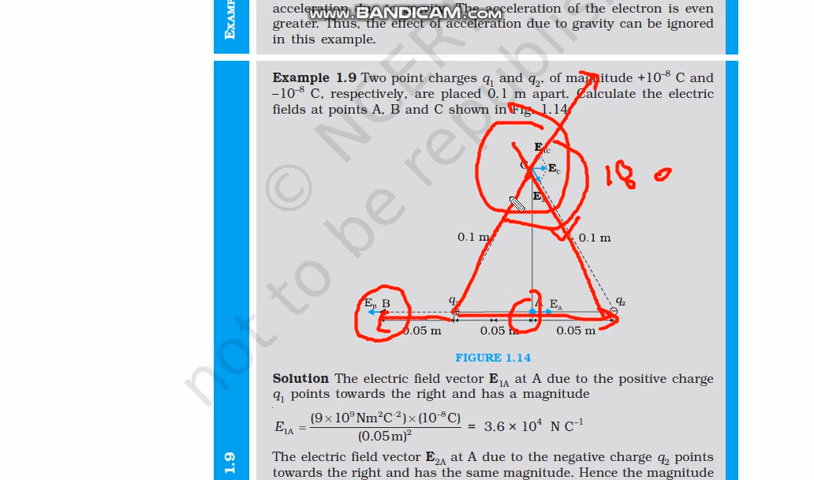 acceleration due to gravity. The acceleration of the electron is even
WWW.BANDICAM.COM
greater. Thus, the effect of acceleration due to gravity can be ignored
in this example.
EXAMPLE
Example 1.9 Two point charges q₁ and q₂, of magnitude +10⁻⁸ C and
–10⁻⁸ C, respectively, are placed 0.1 m apart. Calculate the electric
fields at points A, B and C shown in Fig. 1.14.
E₁C
C
E_C
180
0.1 m
0.1 m
E_B B
A E_A
q₂
0.05 m
0.05 m
0.05 m
FIGURE 1.14
Solution The electric field vector E₁A at A due to the positive charge
q₁ points towards the right and has a magnitude
E₁A = (9 × 10⁹Nm²C⁻²) × (10⁻⁸C) / (0.05m)² = 3.6 × 10⁴ N C⁻¹
The electric field vector E₂A at A due to the negative charge q₂ points
towards the right and has the same magnitude. Hence the magnitude
1.9
© NCERT
not to be republished